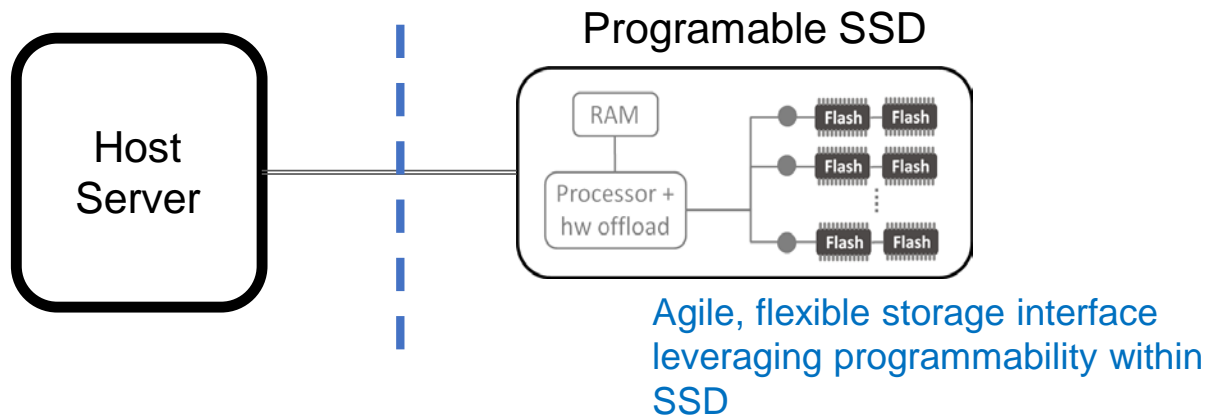 Programable SSD
Host
Server
RAM
Processor +
hw offload
Flash Flash
Flash Flash
Flash Flash
Agile, flexible storage interface
leveraging programmability within
SSD